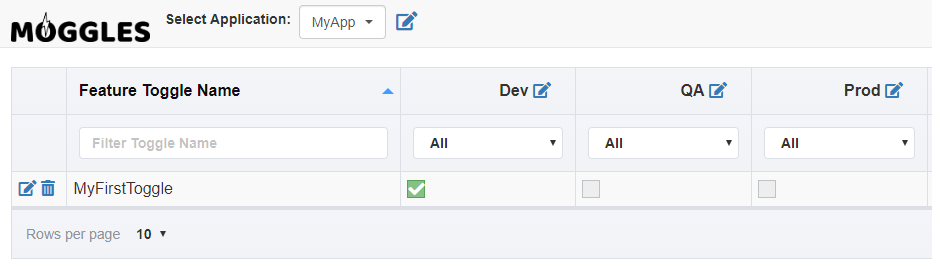 MOGGLES Select Application: MyApp
Feature Toggle Name Dev QA Prod
Filter Toggle Name All All All
MyFirstToggle
Rows per page 10